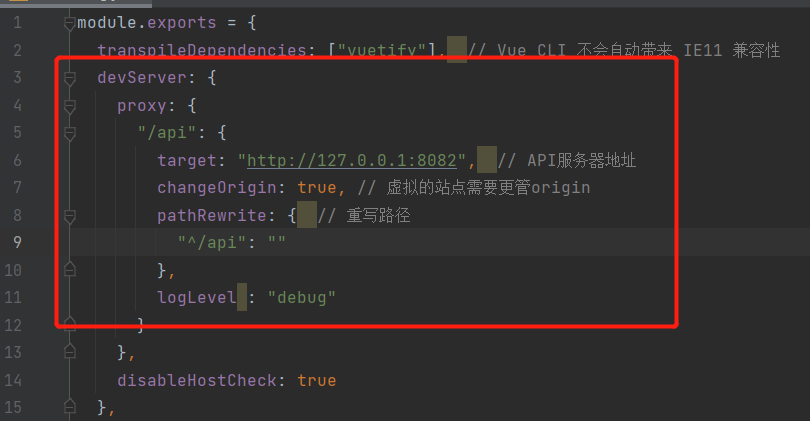 1 module.exports = {
2 transpileDependencies: ["vuetify"], // Vue CLI 不会自动带来 IE11 兼容性
3 devServer: {
4 proxy: {
5 "/api": {
6 target: "http://127.0.0.1:8082", // API服务器地址
7 changeOrigin: true, // 虚拟的站点需要更管origin
8 pathRewrite: { // 重写路径
9 "^/api": ""
10 },
11 logLevel : "debug"
12 }
13 },
14 disableHostCheck: true
15 },